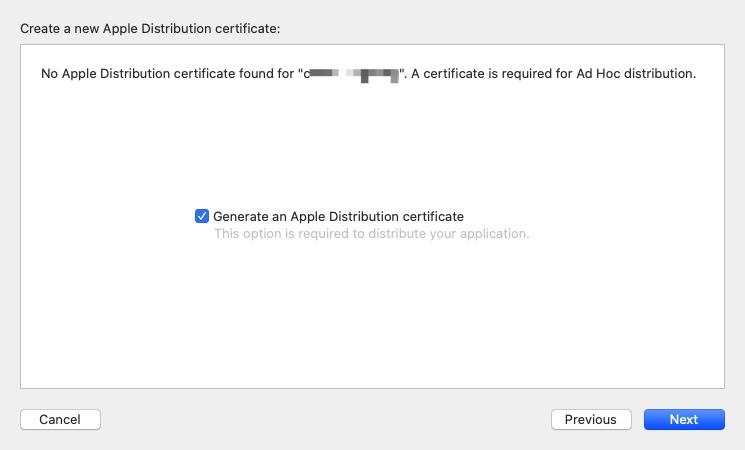 Create a new Apple Distribution certificate:
No Apple Distribution certificate found for "c ". A certificate is required for Ad Hoc distribution.
Generate an Apple Distribution certificate
This option is required to distribute your application.
Cancel
Previous
Next